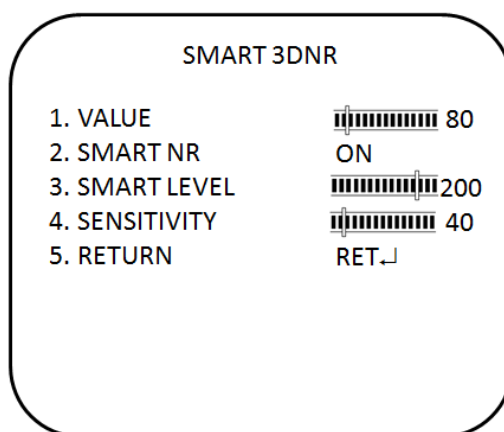 SMART 3DNR
1. VALUE 80
2. SMART NR ON
3. SMART LEVEL 200
4. SENSITIVITY 40
5. RETURN RET↵